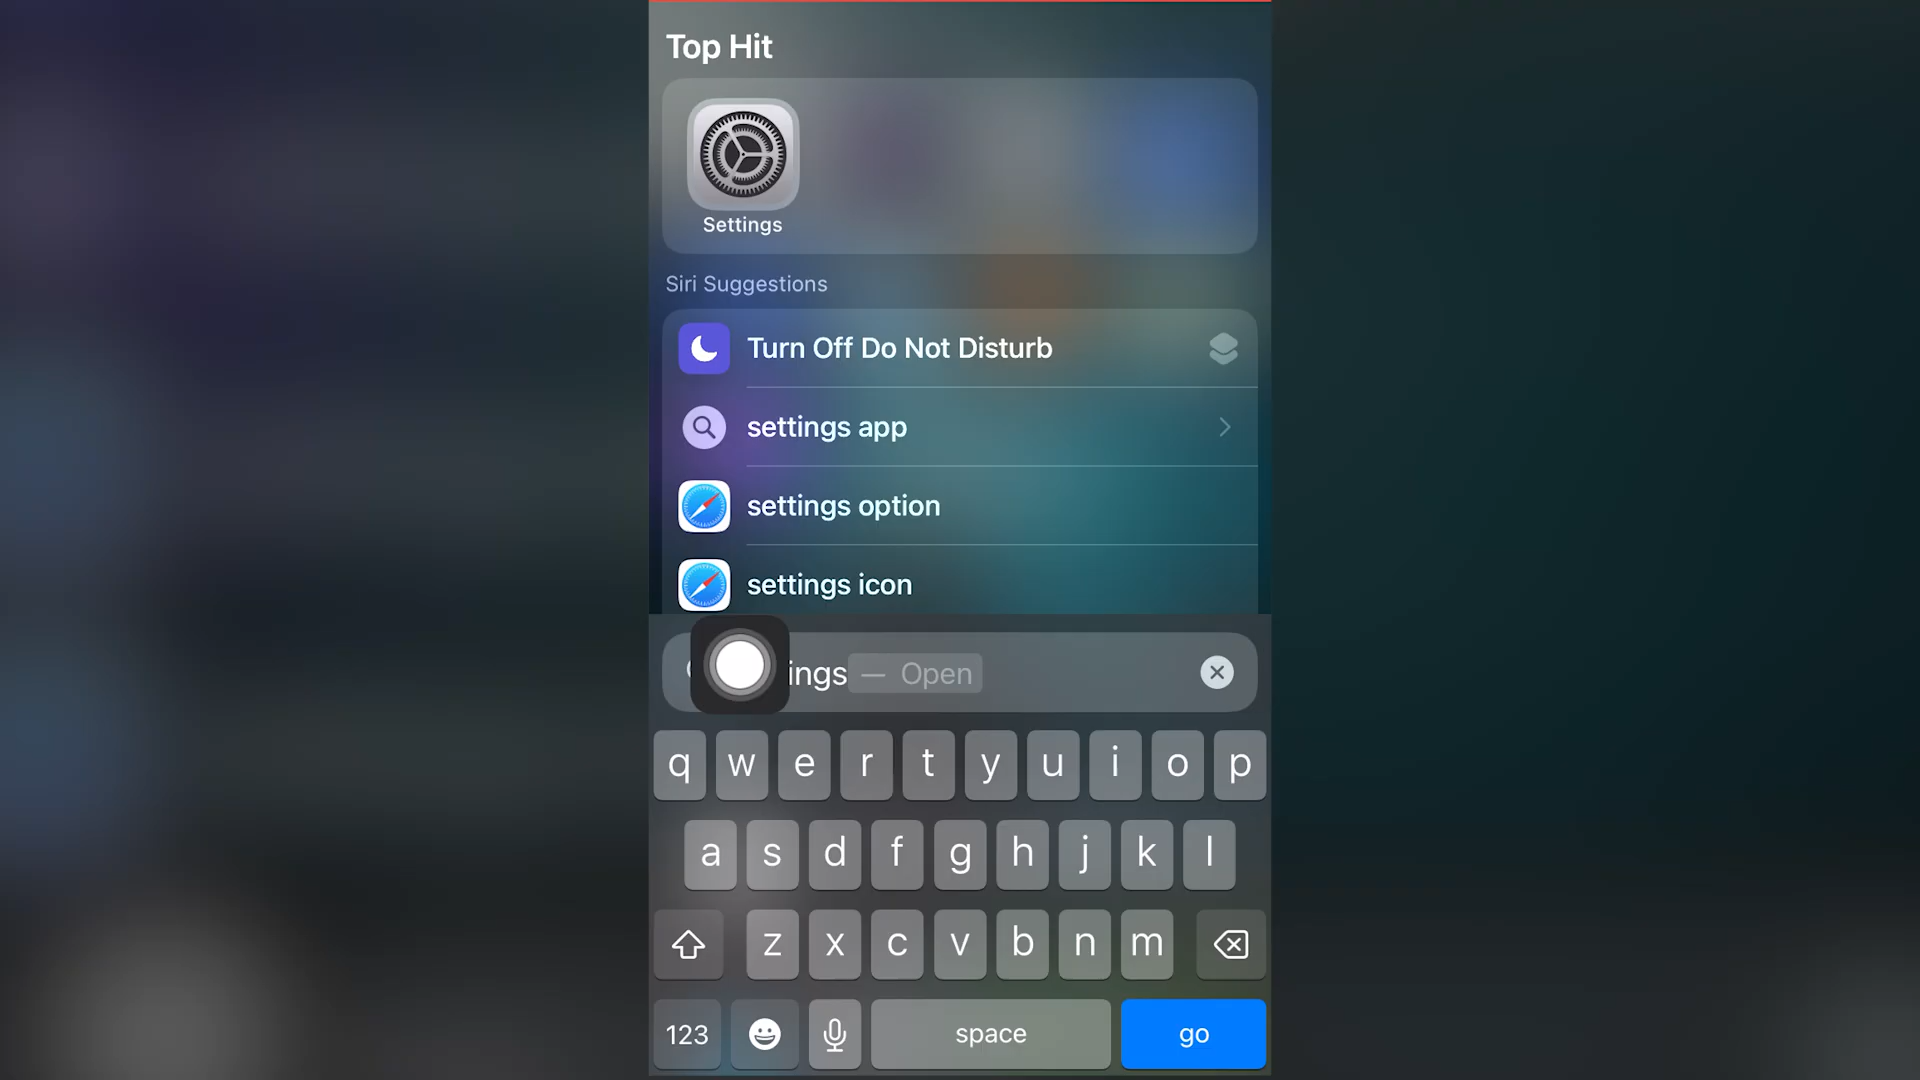 Top Hit
Settings
Siri Suggestions
Turn Off Do Not Disturb
settings app
settings option
settings icon
ings — Open
q w e r t y u i o p
a s d f g h j k l
z x c v b n m
123 space go